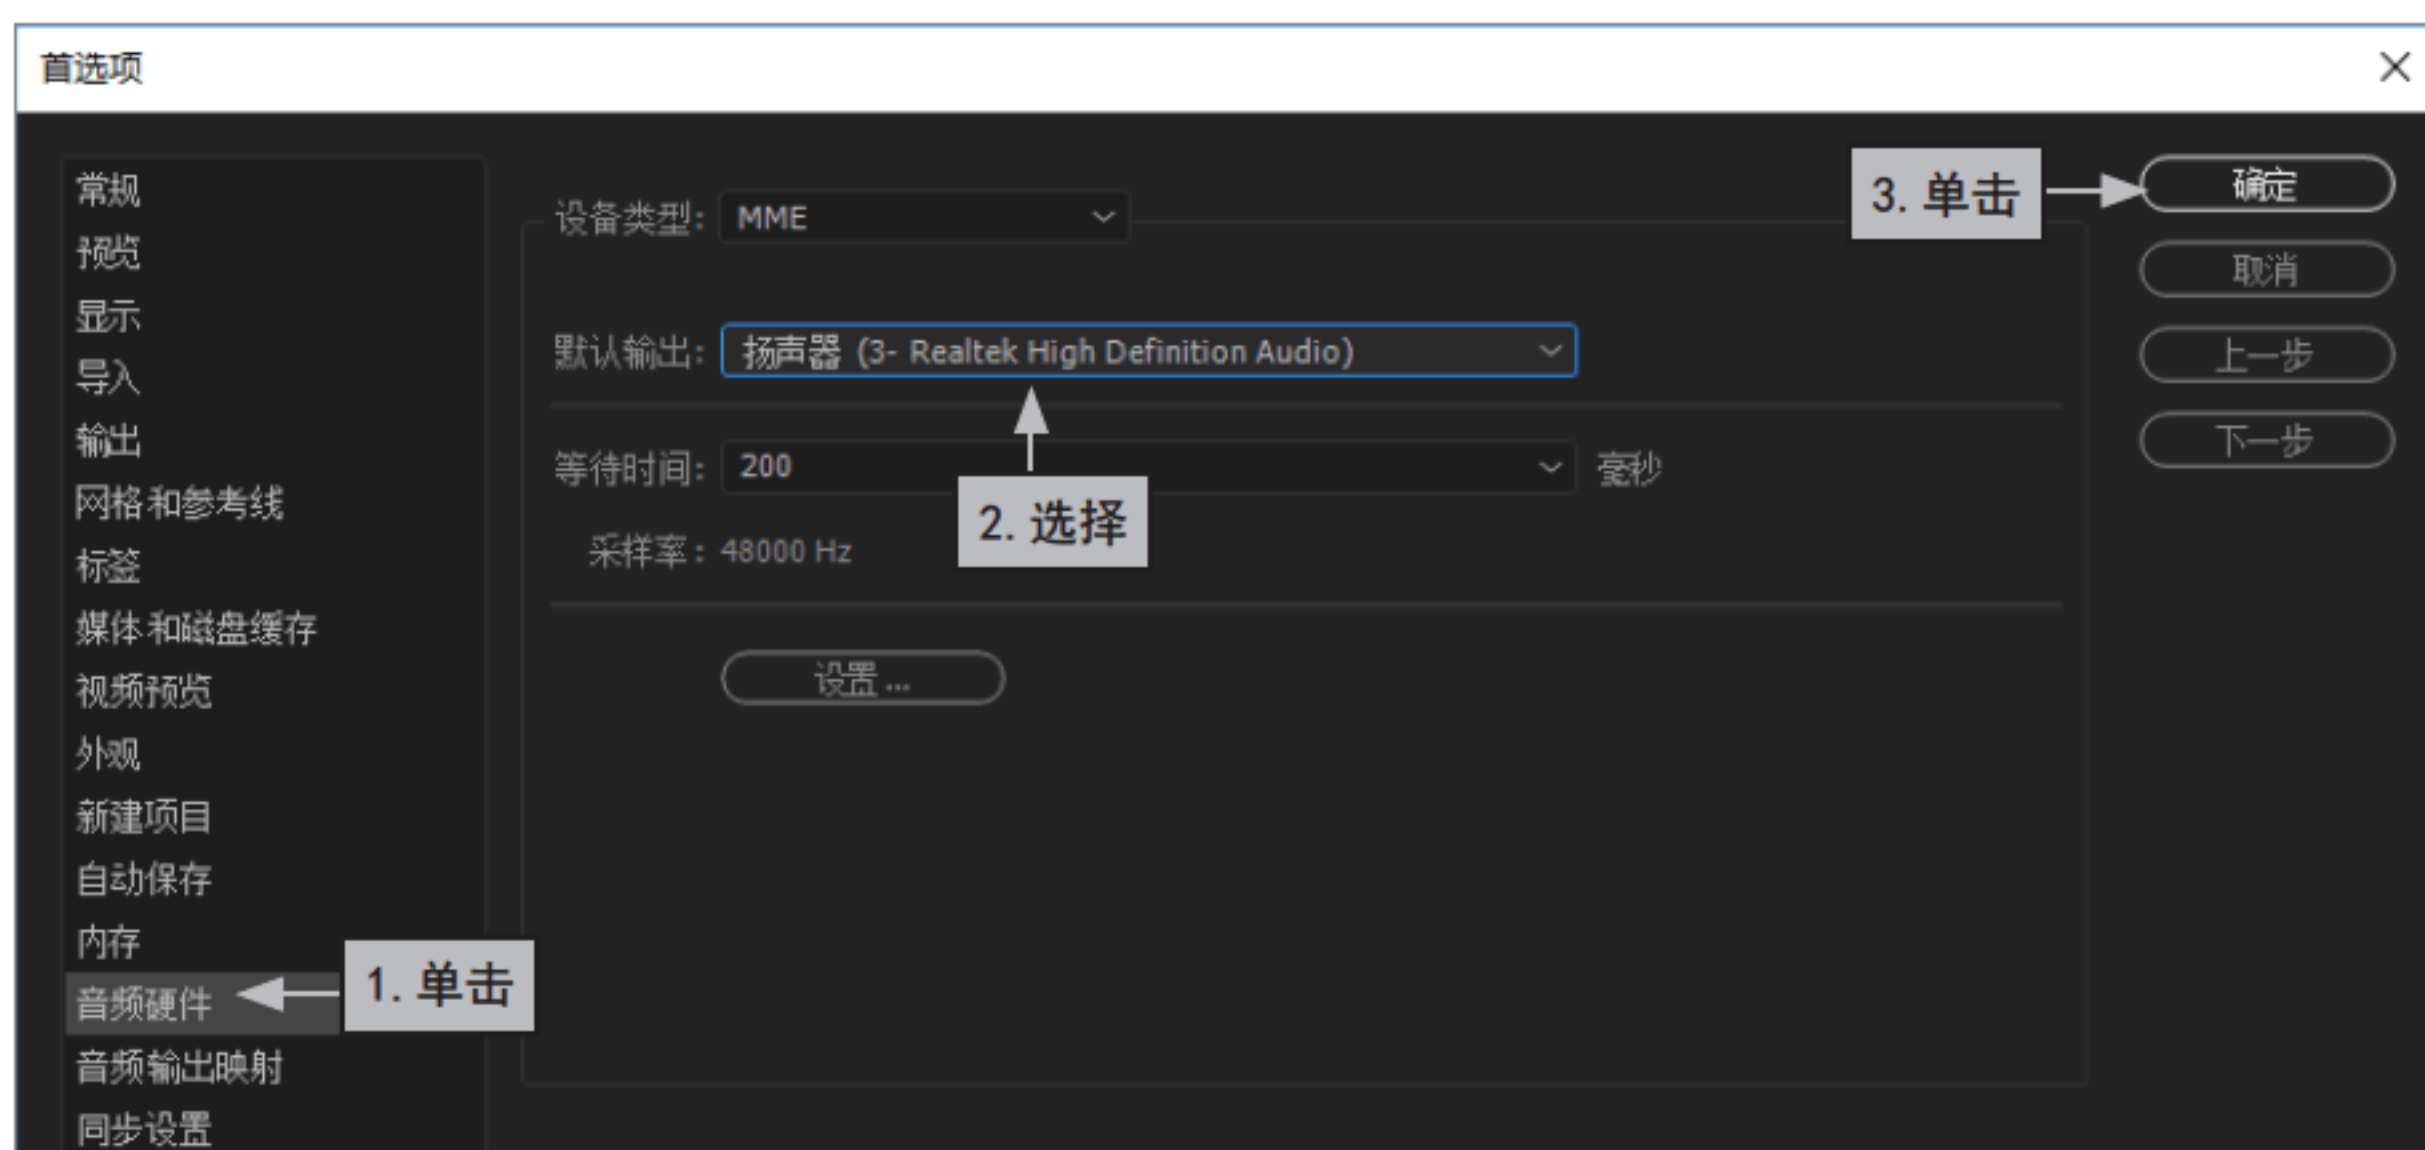 首选项
常规
预览
显示
导入
输出
网格和参考线
标签
媒体和磁盘缓存
视频预览
外观
新建项目
自动保存
内存
音频硬件
音频输出映射
同步设置
1. 单击
设备类型: MME
默认输出: 扬声器 (3- Realtek High Definition Audio)
等待时间: 200 毫秒
2. 选择
采样率: 48000 Hz
设置...
3. 单击
确定
取消
上一步
下一步